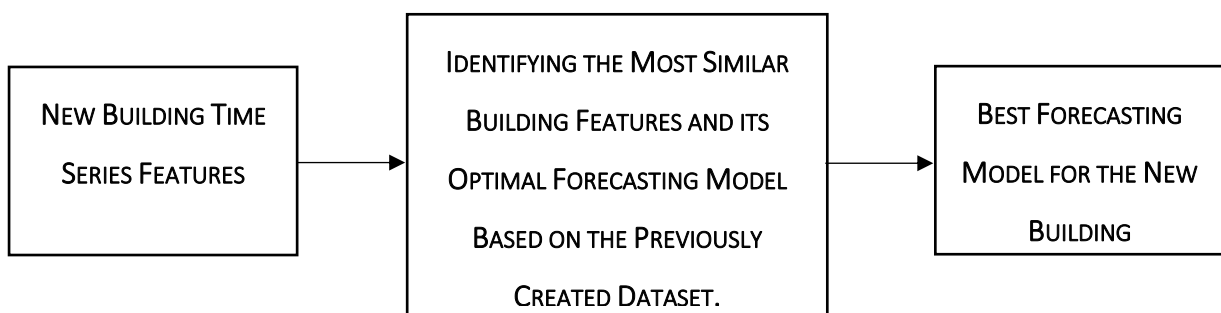 NEW BUILDING TIME
SERIES FEATURES
IDENTIFYING THE MOST SIMILAR
BUILDING FEATURES AND ITS
OPTIMAL FORECASTING MODEL
BASED ON THE PREVIOUSLY
CREATED DATASET.
BEST FORECASTING
MODEL FOR THE NEW
BUILDING